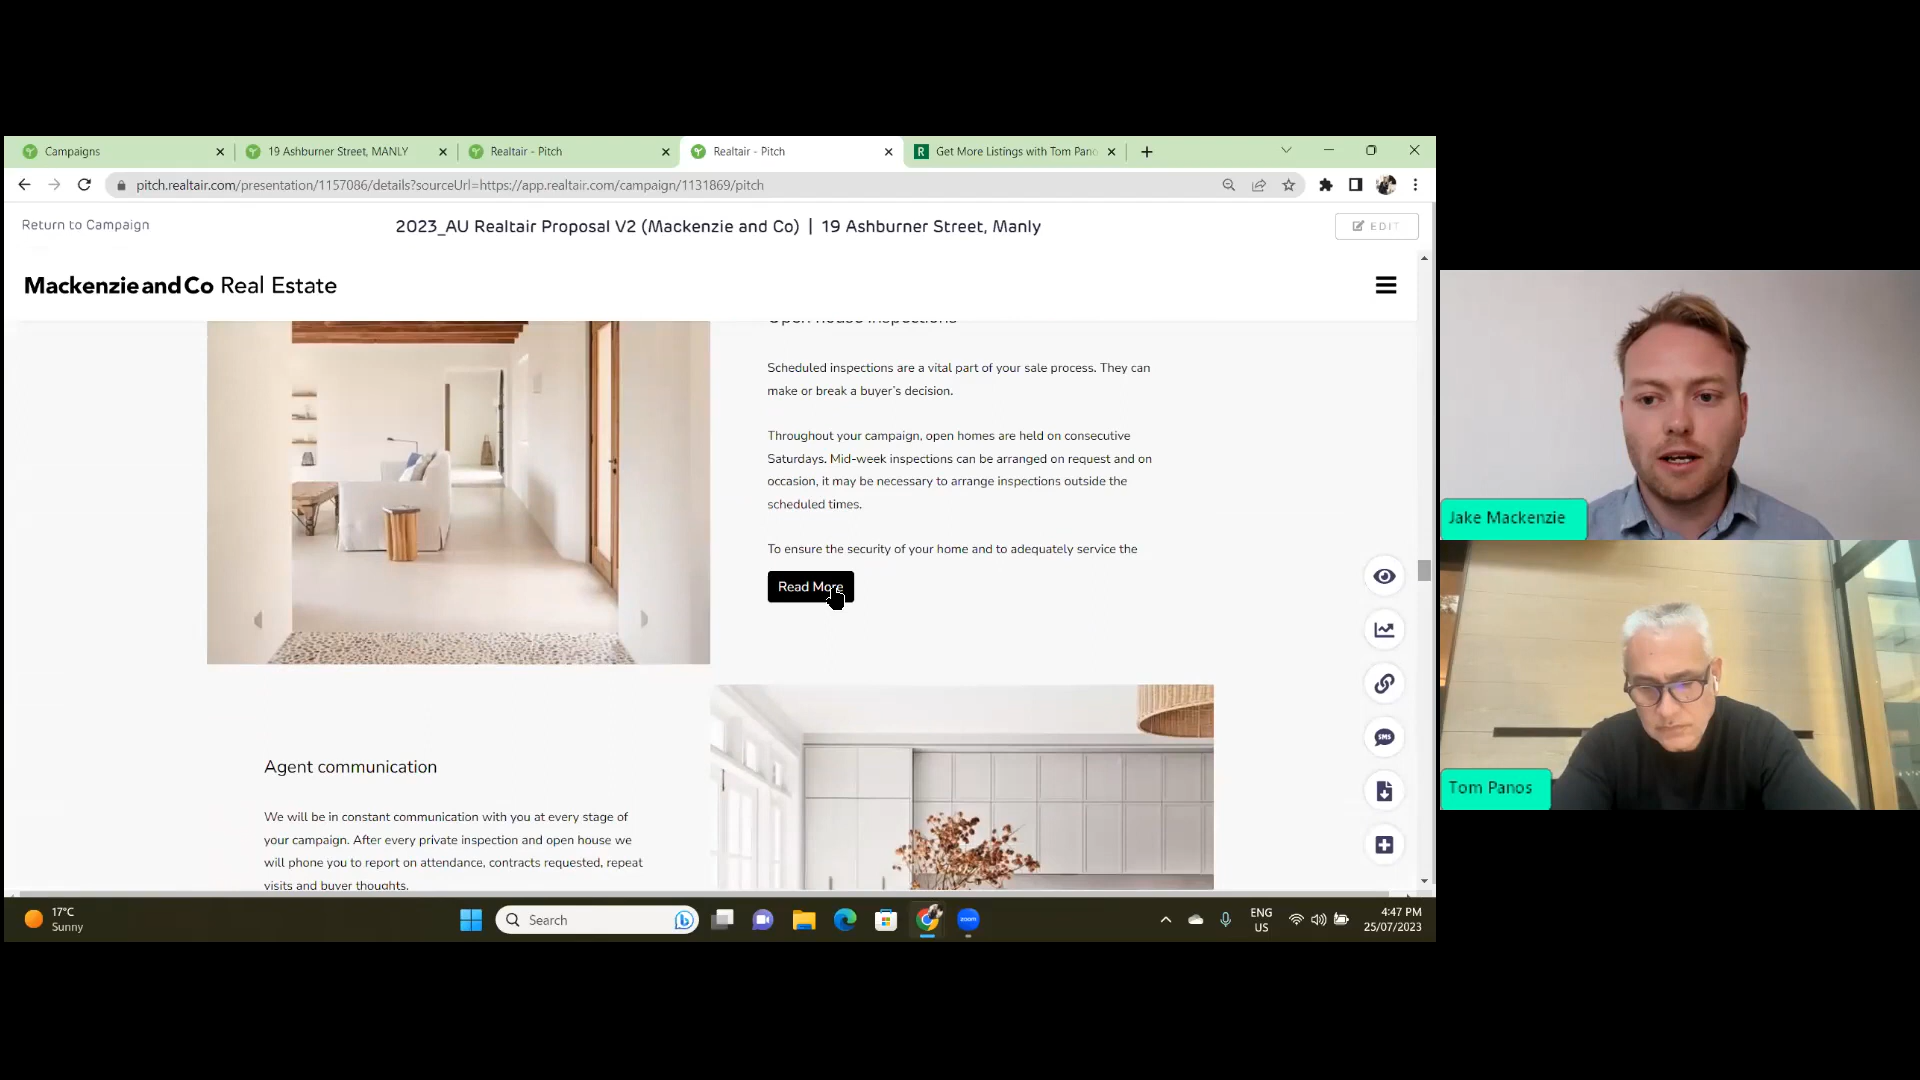 Campaigns
19 Ashburner Street, MANLY
Realtair - Pitch
Realtair - Pitch
R
Get More Listings with Tom Pano
pitch.realtair.com/presentation/1157086/details?sourceUrl=https://app.realtair.com/campaign/1131869/pitch
Return to Campaign
2023_AU Realtair Proposal V2 (Mackenzie and Co) | 19 Ashburner Street, Manly
EDIT
Mackenzie and Co Real Estate
Open house inspections
Scheduled inspections are a vital part of your sale process. They can
make or break a buyer's decision.
Throughout your campaign, open homes are held on consecutive
Saturdays. Mid-week inspections can be arranged on request and on
occasion, it may be necessary to arrange inspections outside the
scheduled times.
To ensure the security of your home and to adequately service the
Read More
Agent communication
We will be in constant communication with you at every stage of
your campaign. After every private inspection and open house we
will phone you to report on attendance, contracts requested, repeat
visits and buyer thoughts.
SMS
Jake Mackenzie
Tom Panos
17°C
Sunny
Search
zoom
ENG
US
4:47 PM
25/07/2023